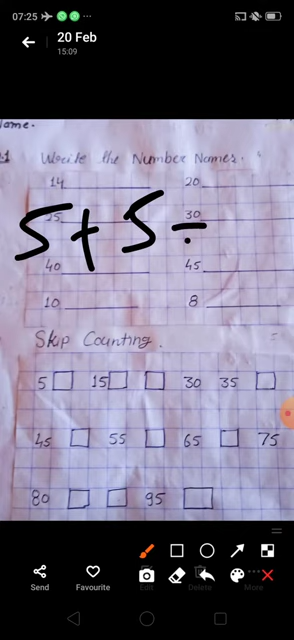 07:25
20 Feb
15:09
Name.
Write the Number Names.
14 20
25 30
5 + 5
40 45
10 8
Skip Counting.
5 15 30 35
45 55 65 75
80 95
Send Favourite Edit Delete More